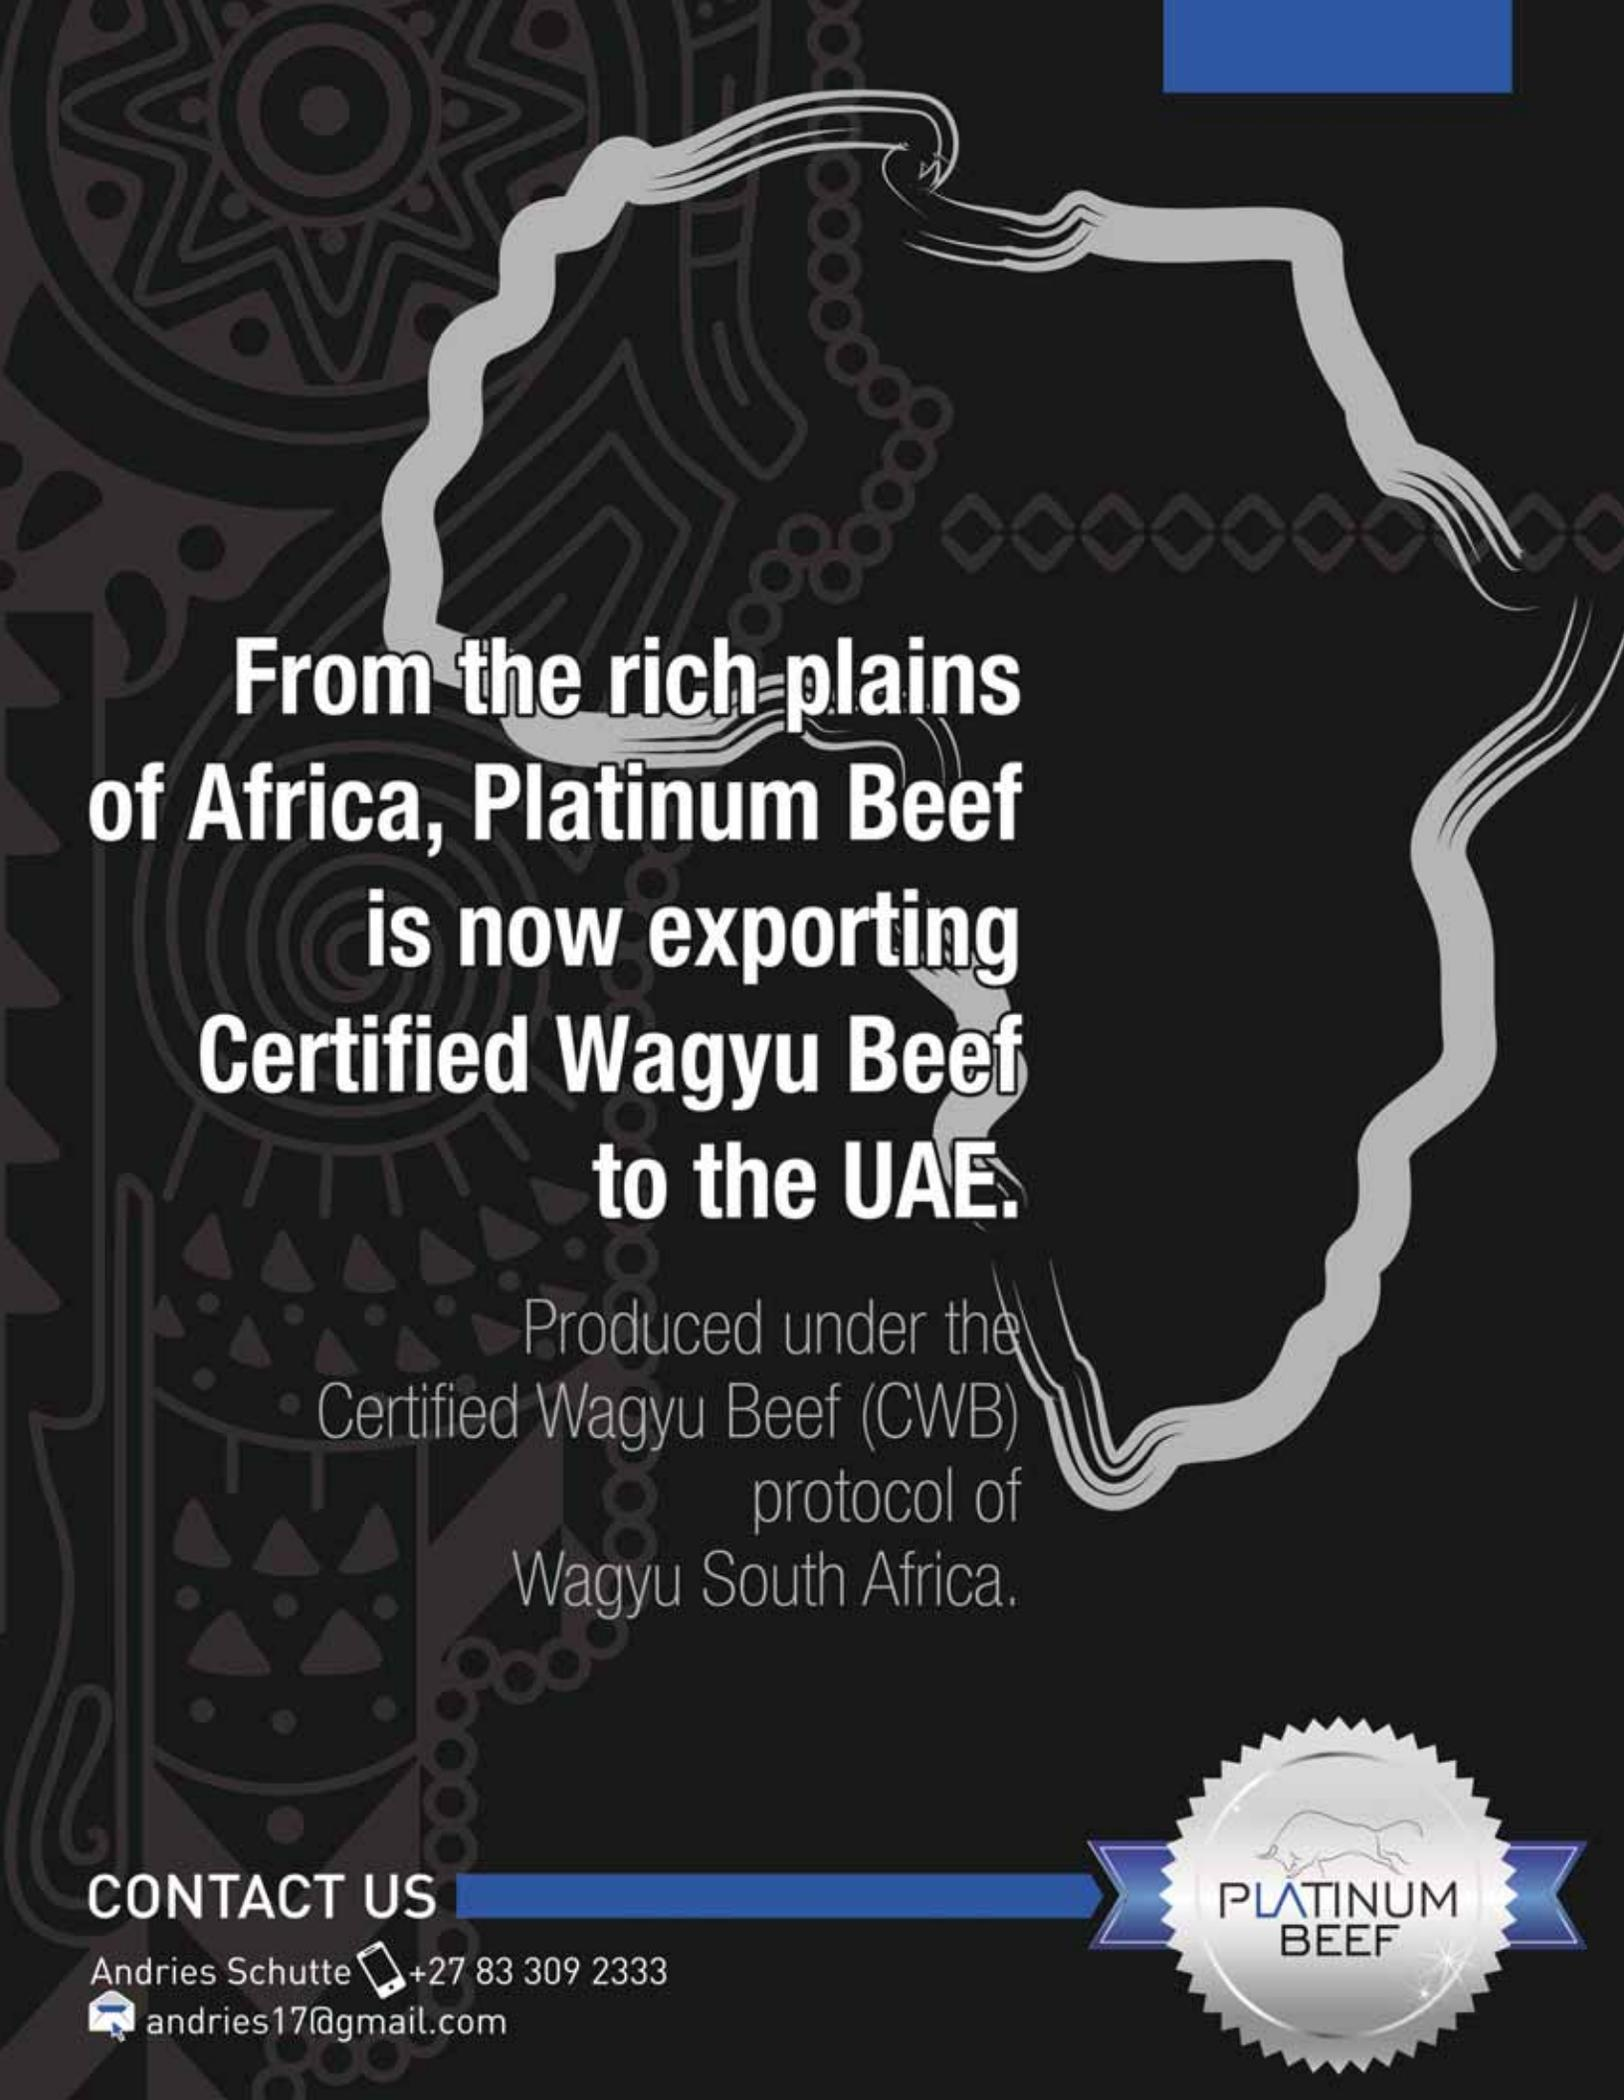 From the rich plains
of Africa, Platinum Beef
is now exporting
Certified Wagyu Beef
to the UAE.
Produced under the
Certified Wagyu Beef (CWB)
protocol of
Wagyu South Africa.
CONTACT US
Andries Schutte +27 83 309 2333
andries17@gmail.com
PLATINUM
BEEF